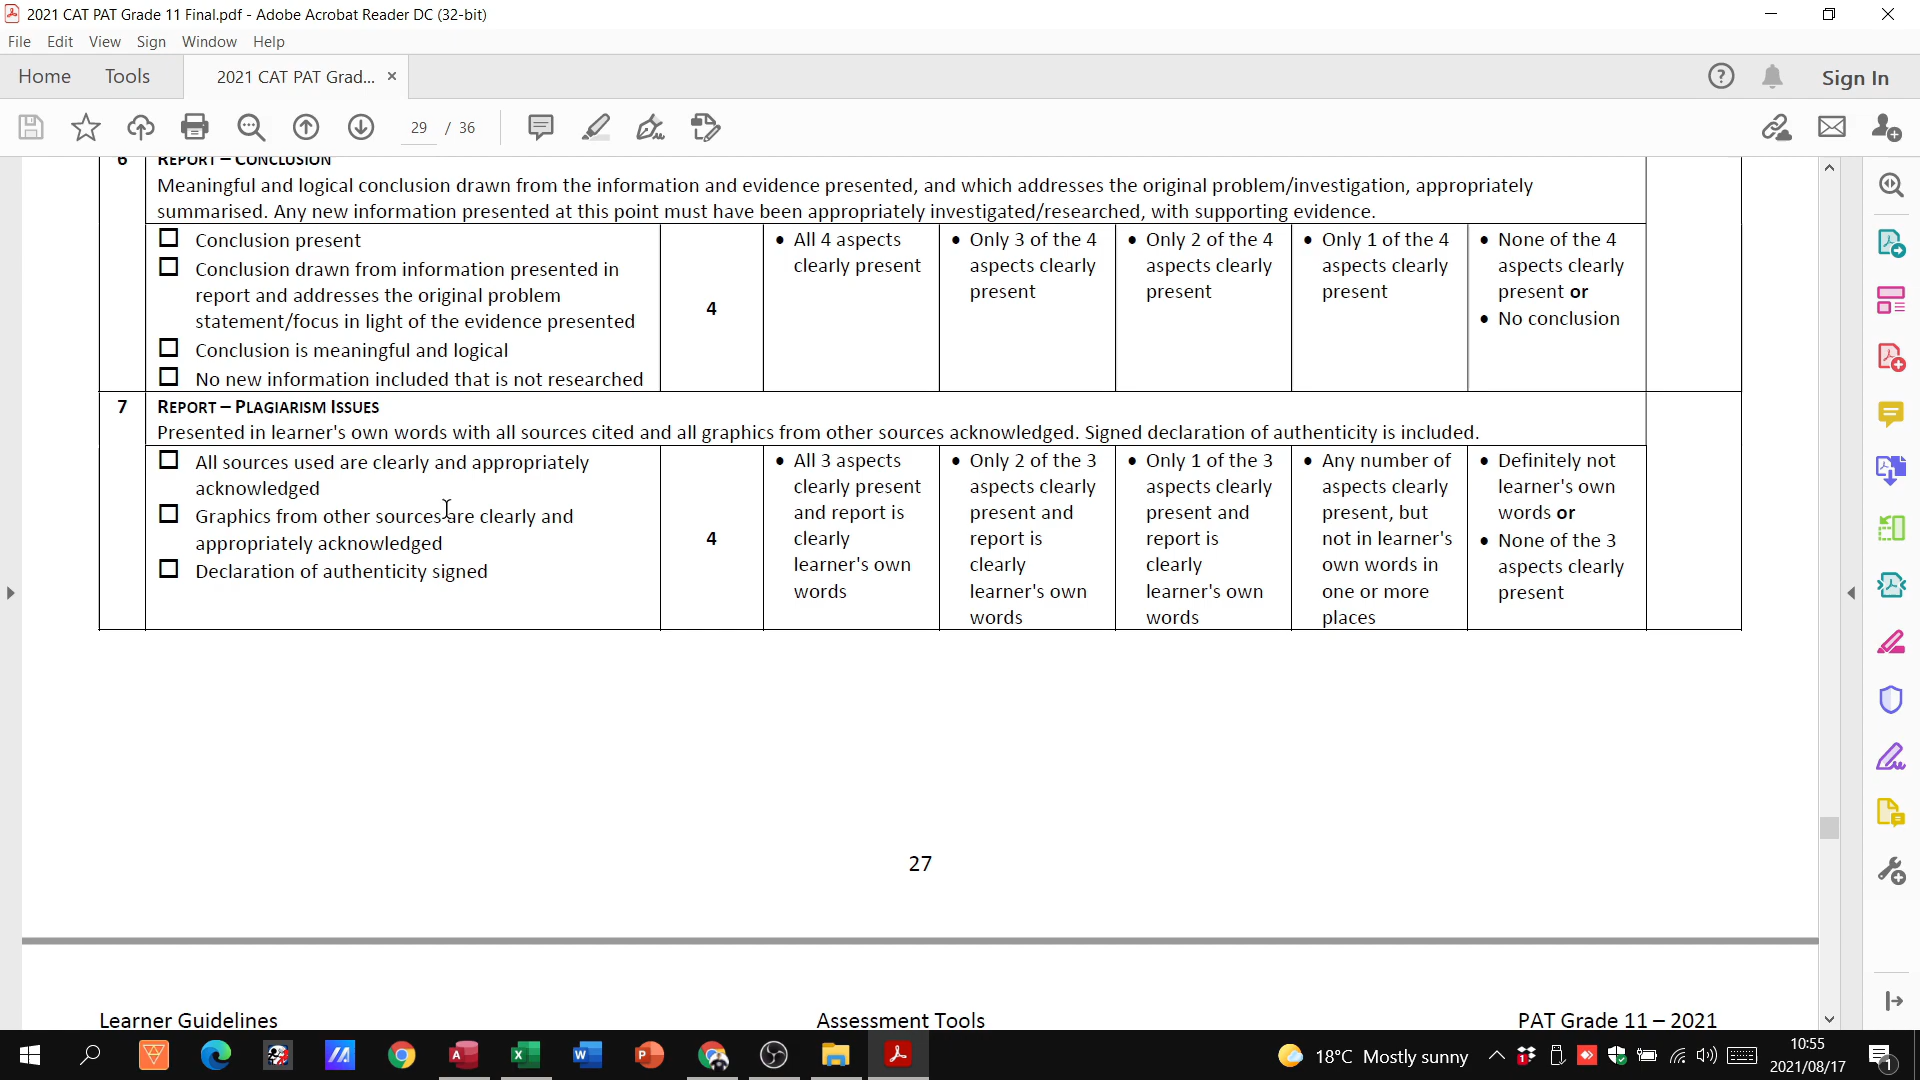 2021 CAT PAT Grade 11 Final.pdf - Adobe Acrobat Reader DC (32-bit)
File Edit View Sign Window Help
Home Tools 2021 CAT PAT Grad... × Sign In
29 / 36
6 REPORT – CONCLUSION
Meaningful and logical conclusion drawn from the information and evidence presented, and which addresses the original problem/investigation, appropriately
summarised. Any new information presented at this point must have been appropriately investigated/researched, with supporting evidence.
Conclusion present
Conclusion drawn from information presented in
report and addresses the original problem
statement/focus in light of the evidence presented
Conclusion is meaningful and logical
No new information included that is not researched
4
• All 4 aspects
clearly present
• Only 3 of the 4
aspects clearly
present
• Only 2 of the 4
aspects clearly
present
• Only 1 of the 4
aspects clearly
present
• None of the 4
aspects clearly
present or
• No conclusion
7 REPORT – PLAGIARISM ISSUES
Presented in learner's own words with all sources cited and all graphics from other sources acknowledged. Signed declaration of authenticity is included.
All sources used are clearly and appropriately
acknowledged
Graphics from other sources are clearly and
appropriately acknowledged
Declaration of authenticity signed
4
• All 3 aspects
clearly present
and report is
clearly
learner's own
words
• Only 2 of the 3
aspects clearly
present and
report is
clearly
learner's own
words
• Only 1 of the 3
aspects clearly
present and
report is
clearly
learner's own
words
• Any number of
aspects clearly
present, but
not in learner's
own words in
one or more
places
• Definitely not
learner's own
words or
• None of the 3
aspects clearly
present
27
Learner Guidelines Assessment Tools PAT Grade 11 – 2021
18°C Mostly sunny
10:55
2021/08/17
1